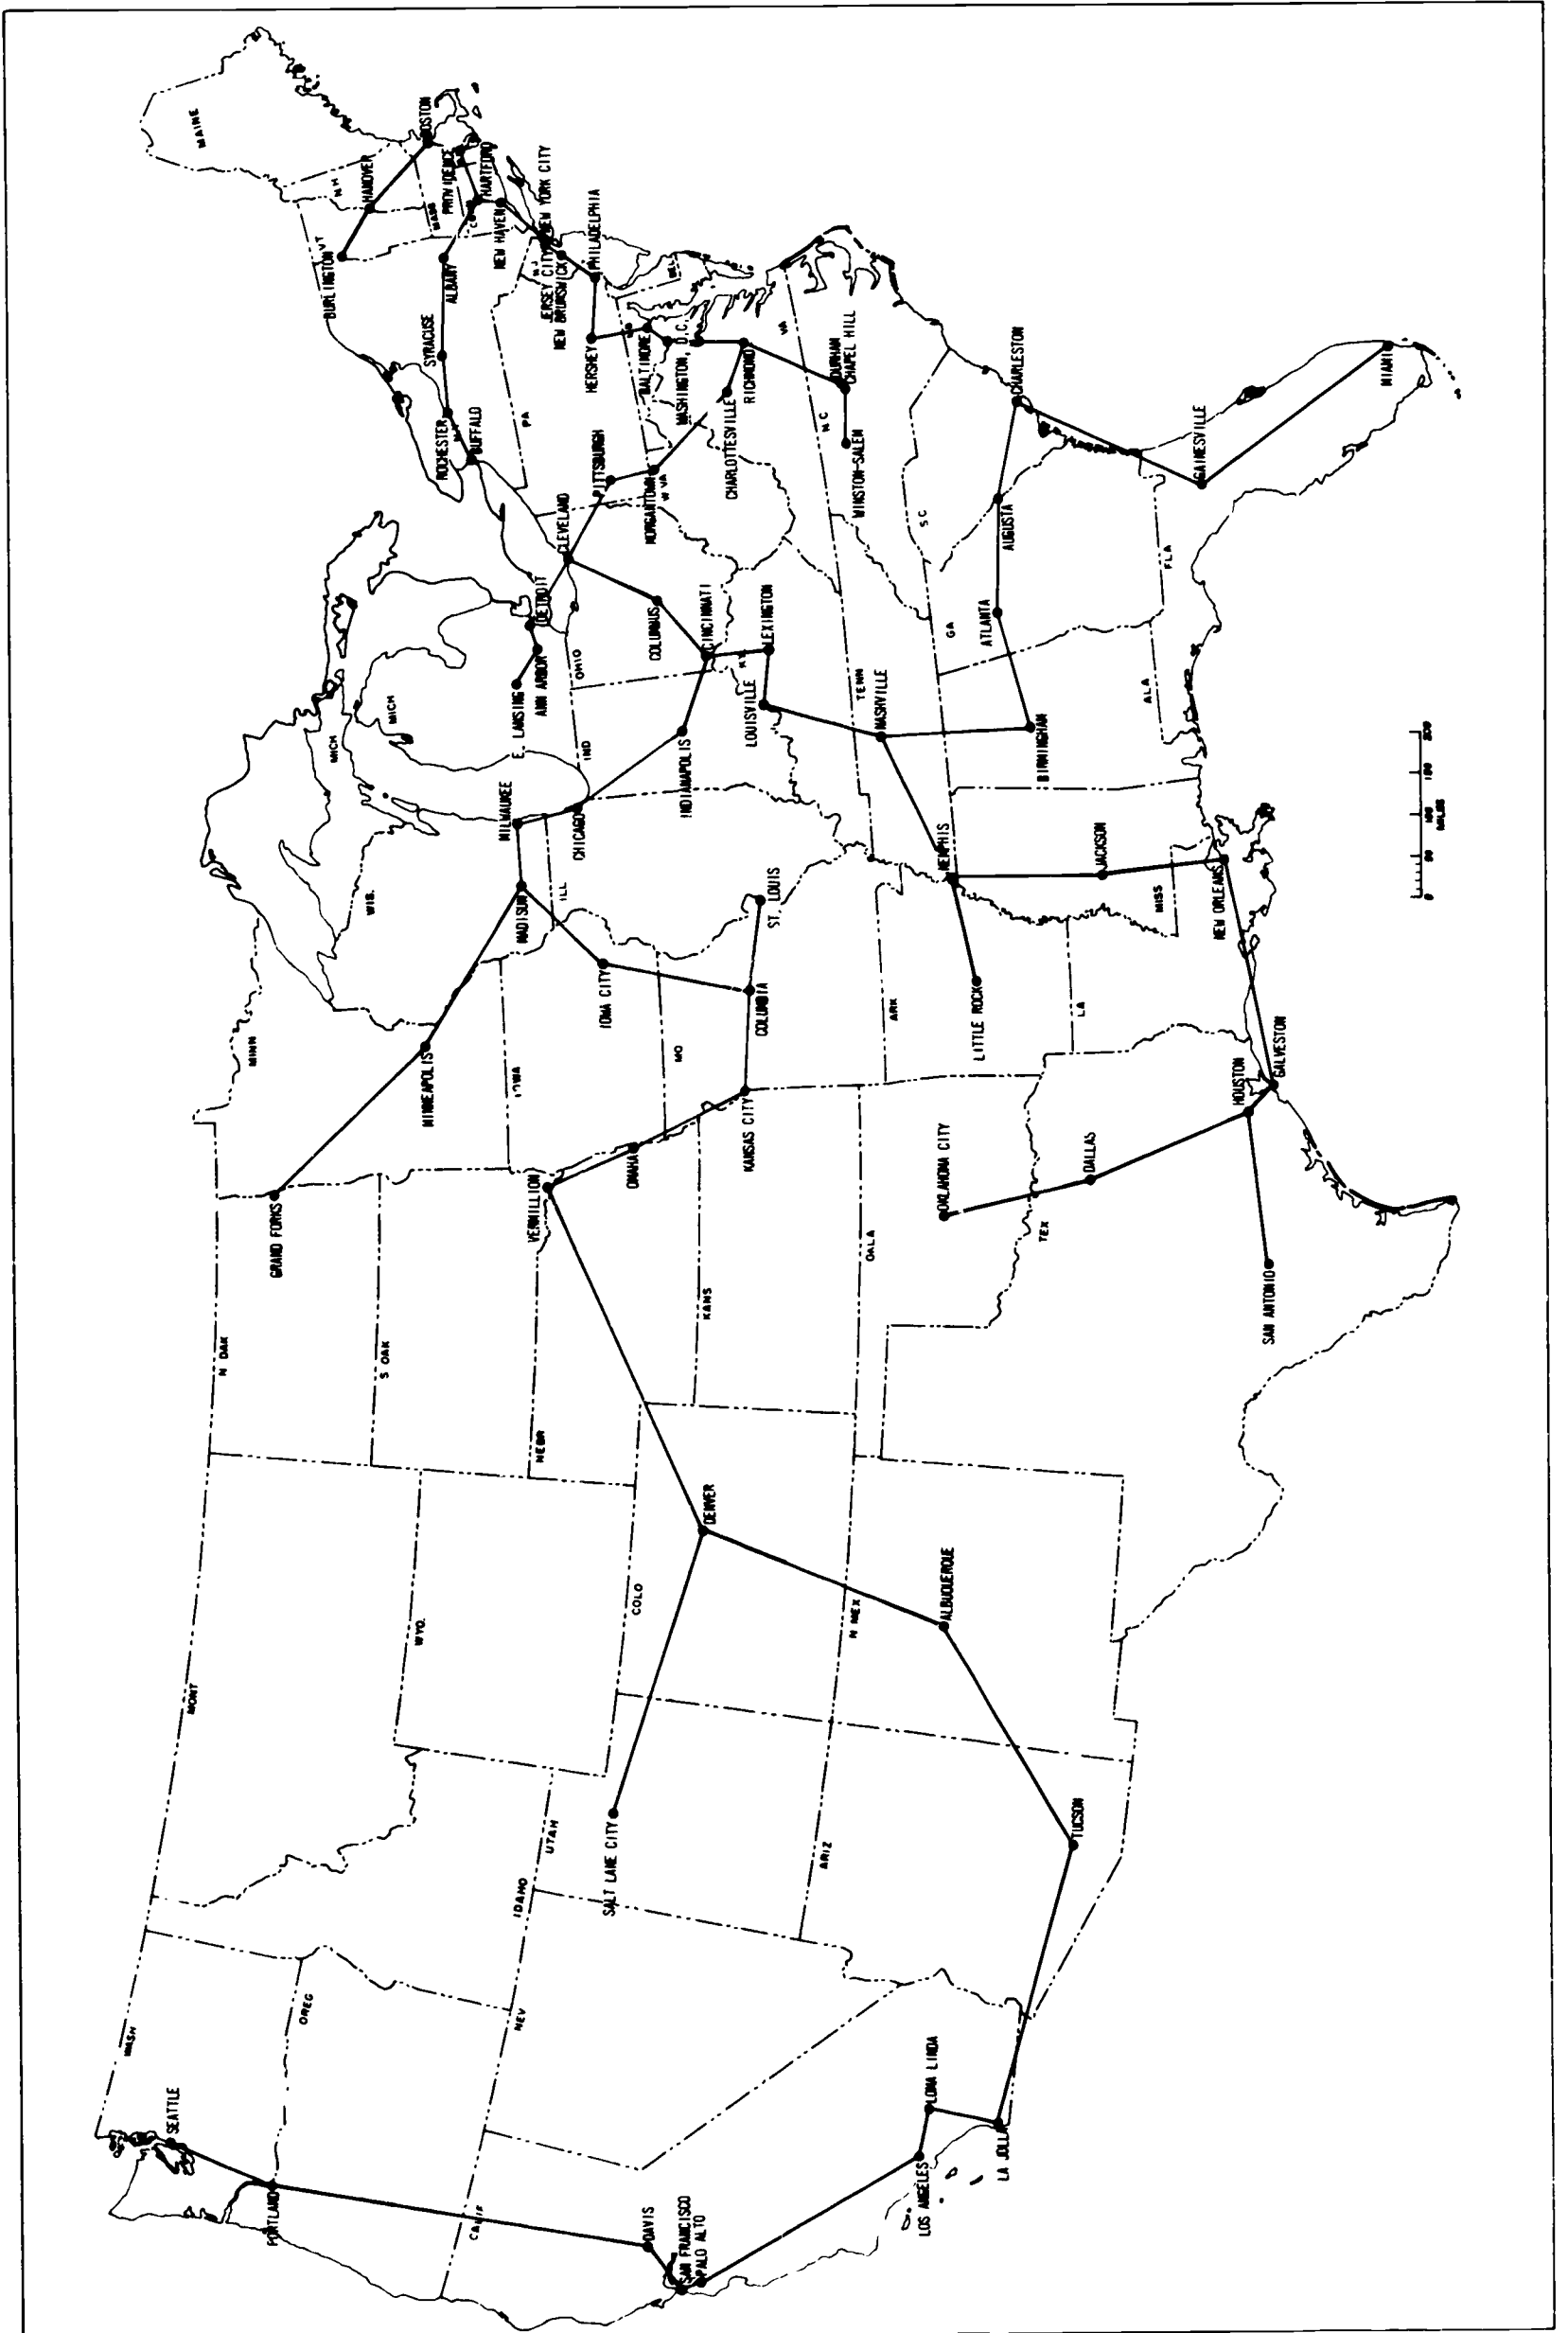 WASH
SEATTLE
PORTLAND
OREG
IDAHO
MONT
N DAK
GRAND FORKS
MINN
S DAK
MINNEAPOLIS
WIS.
MICH
MICH
MAINE
BURLINGTON
VT
N H
HANOVER
BOSTON
MASS
PROVIDENCE
HARTFORD
NEW HAVEN
ALBANY
SYRACUSE
ROCHESTER
BUFFALO
NEW YORK CITY
JERSEY CITY
NEW BRUNSWICK
N J
PHILADELPHIA
HERSHEY
PA
PITTSBURGH
CLEVELAND
DETROIT
ANN ARBOR
E. LANSING
MILWAUKEE
MADISON
CHICAGO
ILL
IND
OHIO
COLUMBUS
CINCINNATI
INDIANAPOLIS
LEXINGTON
LOUISVILLE
MORGANTOWN
W VA
BALTIMORE
WASHINGTON, D.C.
DEL
CHARLOTTESVILLE
RICHMOND
VA
DURHAM
CHAPEL HILL
WINSTON-SALEM
N C
S C
CALIF
NEV
UTAH
WYO.
NEBR
IOWA
VERMILLION
OMAHA
IOWA CITY
MO
DAVIS
SAN FRANCISCO
PALO ALTO
SALT LAKE CITY
COLO
DENVER
KANS
KANSAS CITY
COLUMBIA
ST. LOUIS
ARIZ
N MEX
OKLA
ARK
TENN
NASHVILLE
MEMPHIS
LITTLE ROCK
LOS ANGELES
LOMA LINDA
LA JOLLA
TUCSON
ALBUQUERQUE
OKLAHOMA CITY
TEX
DALLAS
LA
MISS
JACKSON
ALA
BIRMINGHAM
GA
ATLANTA
AUGUSTA
CHARLESTON
FLA
GAINESVILLE
MIAMI
SAN ANTONIO
HOUSTON
GALVESTON
NEW ORLEANS
0 50 100 150 200
MILES